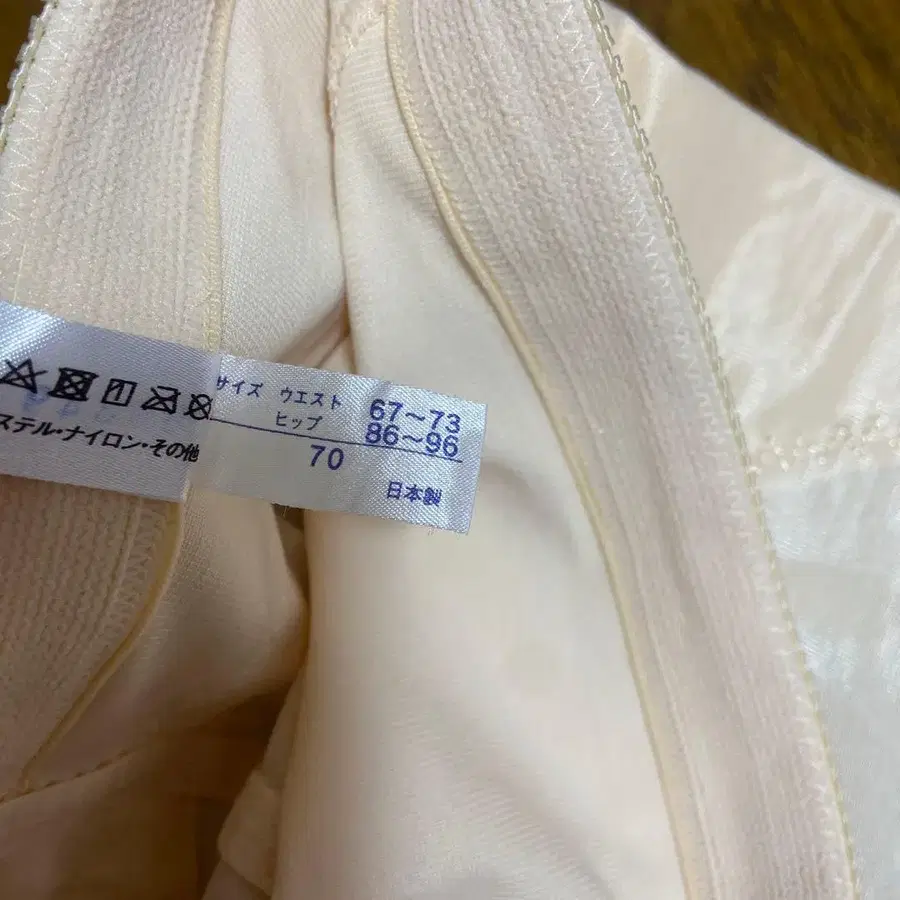 サイズ ウエスト 67～73
ヒップ 86～96
70
日本製
ステル・ナイロン・その他